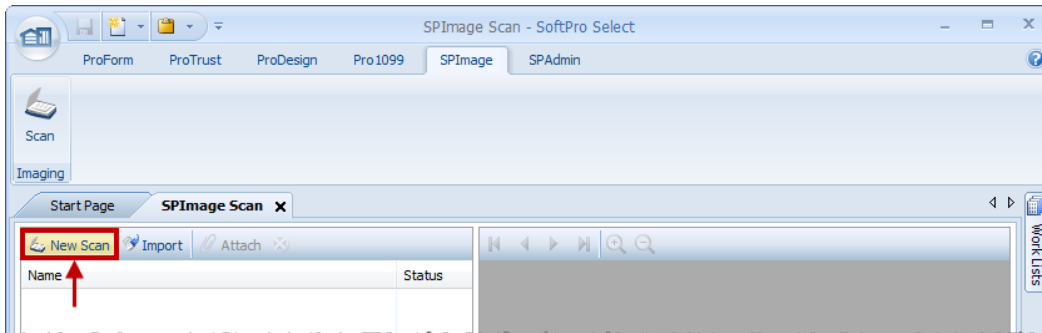 SPImage Scan - SoftPro Select
ProForm ProTrust ProDesign Pro1099 SPImage SPAdmin
Scan
Imaging
Start Page SPImage Scan
New Scan Import Attach
Name Status
Work Lists